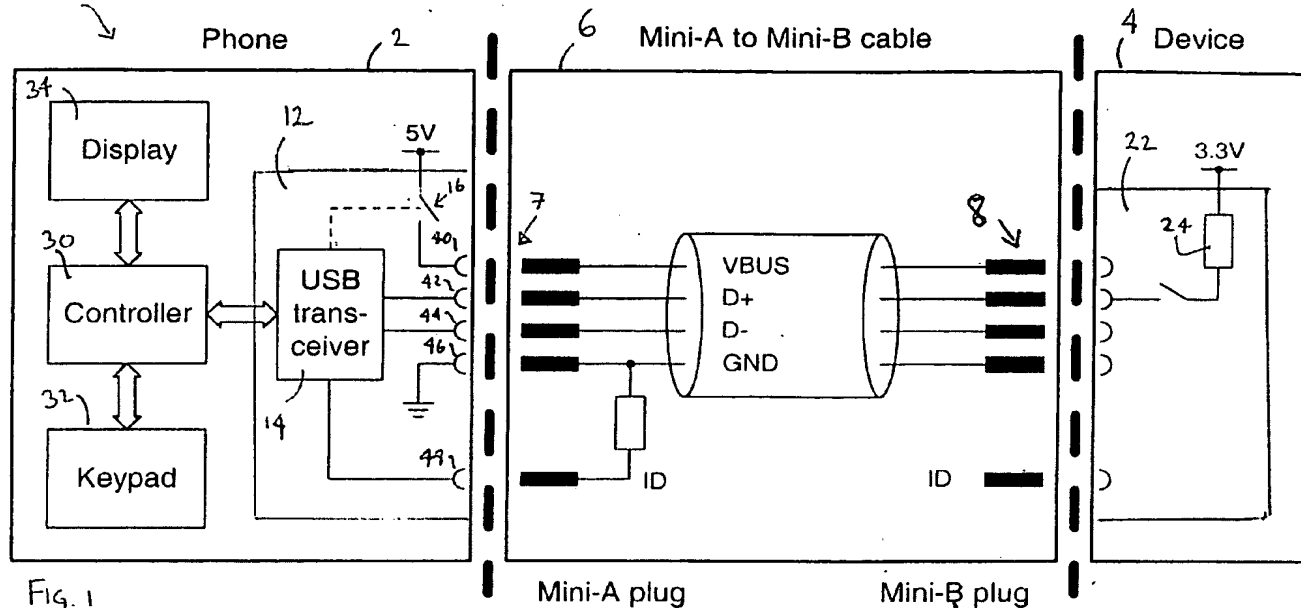 Phone
2
6
Mini-A to Mini-B cable
4
Device
34
Display
12
5V
16
7
8
22
3.3V
24
30
Controller
USB
trans-
ceiver
40
42
44
46
VBUS
D+
D-
GND
32
Keypad
14
48
ID
ID
Fig. 1
Mini-A plug
Mini-B plug